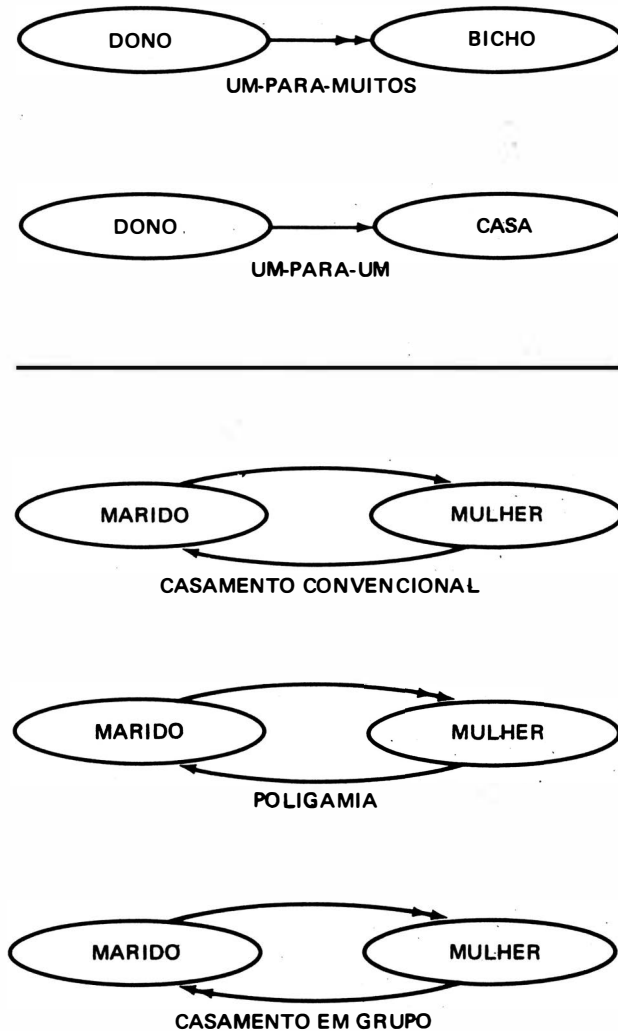 DONO BICHO
UM-PARA-MUITOS
DONO CASA
UM-PARA-UM
MARIDO MULHER
CASAMENTO CONVENCIONAL
MARIDO MULHER
POLIGAMIA
MARIDO MULHER
CASAMENTO EM GRUPO